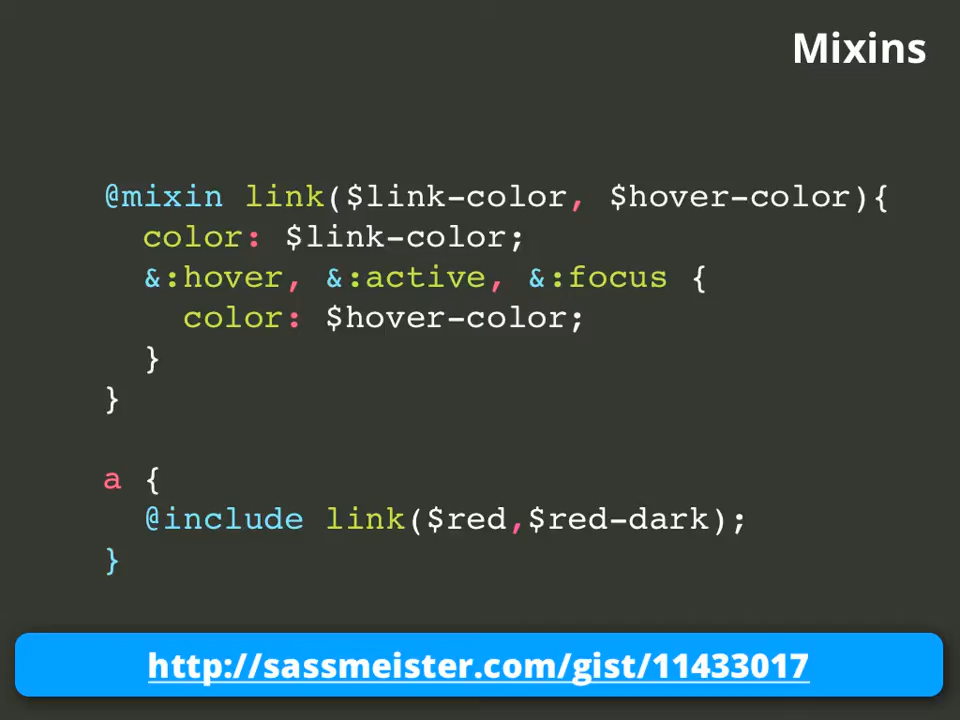 Mixins
@mixin link($link-color, $hover-color){
  color: $link-color;
  &:hover, &:active, &:focus {
    color: $hover-color;
  }
}
a {
  @include link($red,$red-dark);
}
http://sassmeister.com/gist/11433017